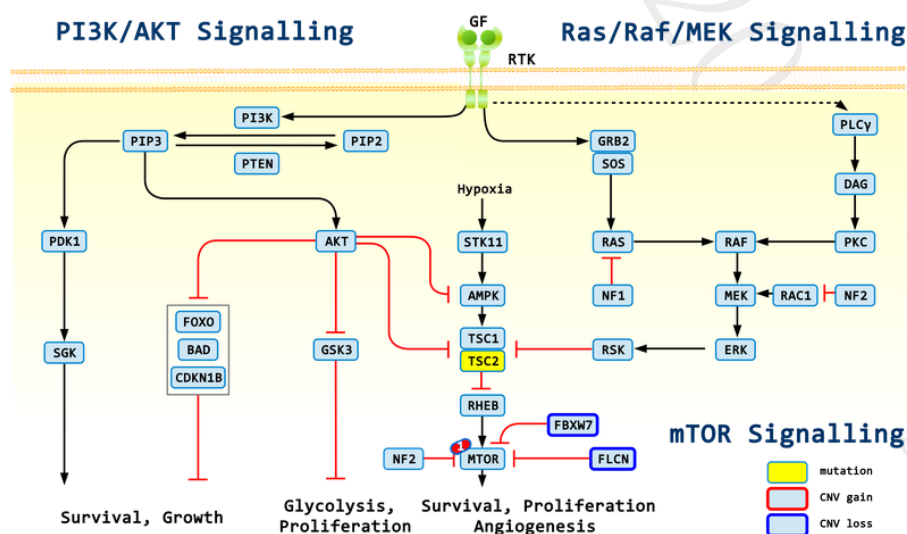 PI3K/AKT Signalling
GF
Ras/Raf/MEK Signalling
RTK
PI3K
PLCγ
PIP3
PIP2
GRB2
PTEN
SOS
Hypoxia
DAG
PDK1
AKT
STK11
RAS
RAF
PKC
AMPK
NF1
MEK
RAC1
NF2
FOXO
TSC1
SGK
BAD
GSK3
TSC2
RSK
ERK
CDKN1B
RHEB
FBXW7
mTOR Signalling
NF2
MTOR
FLCN
mutation
Survival, Growth
Glycolysis,
Proliferation
Survival, Proliferation
Angiogenesis
CNV gain
CNV loss